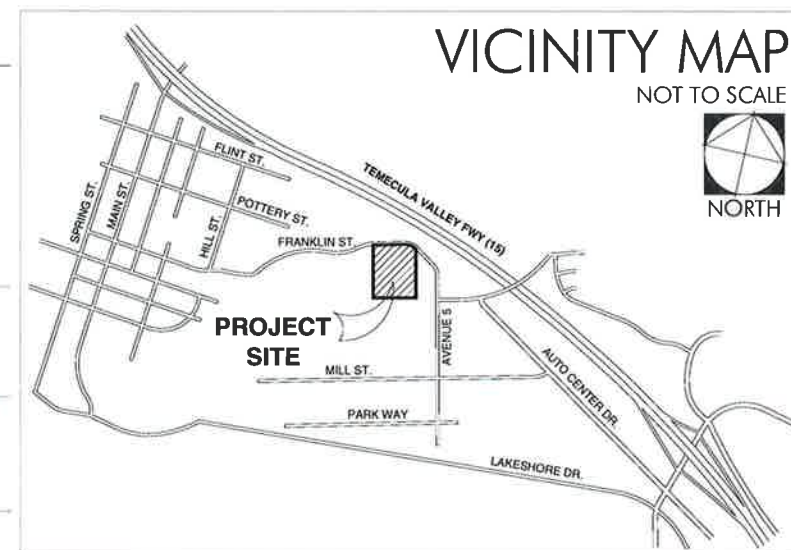 VICINITY MAP
NOT TO SCALE
NORTH
FLINT ST.
TEMECULA VALLEY FWY (15)
SPRING ST.
MAIN ST.
HILL ST.
POTTERY ST.
FRANKLIN ST.
PROJECT
SITE
AVENUE S
MILL ST.
AUTO CENTER DR.
PARK WAY
LAKESHORE DR.